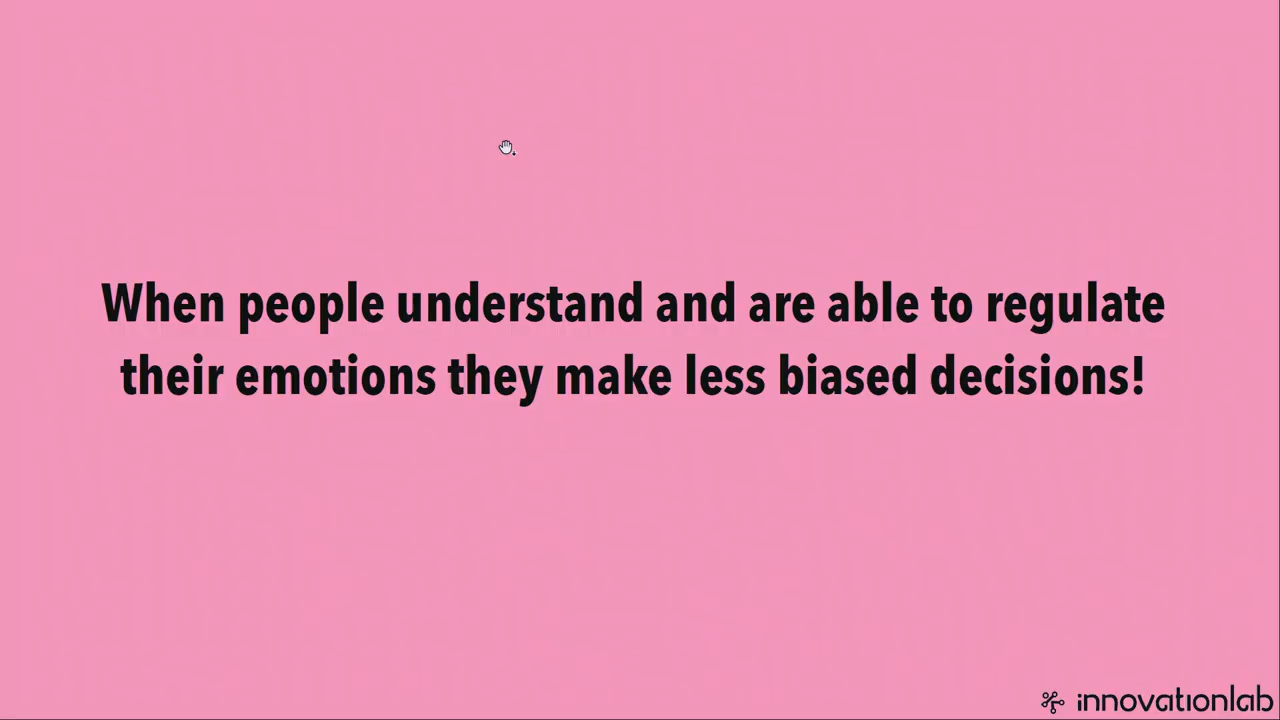 When people understand and are able to regulate
their emotions they make less biased decisions!
innovationlab